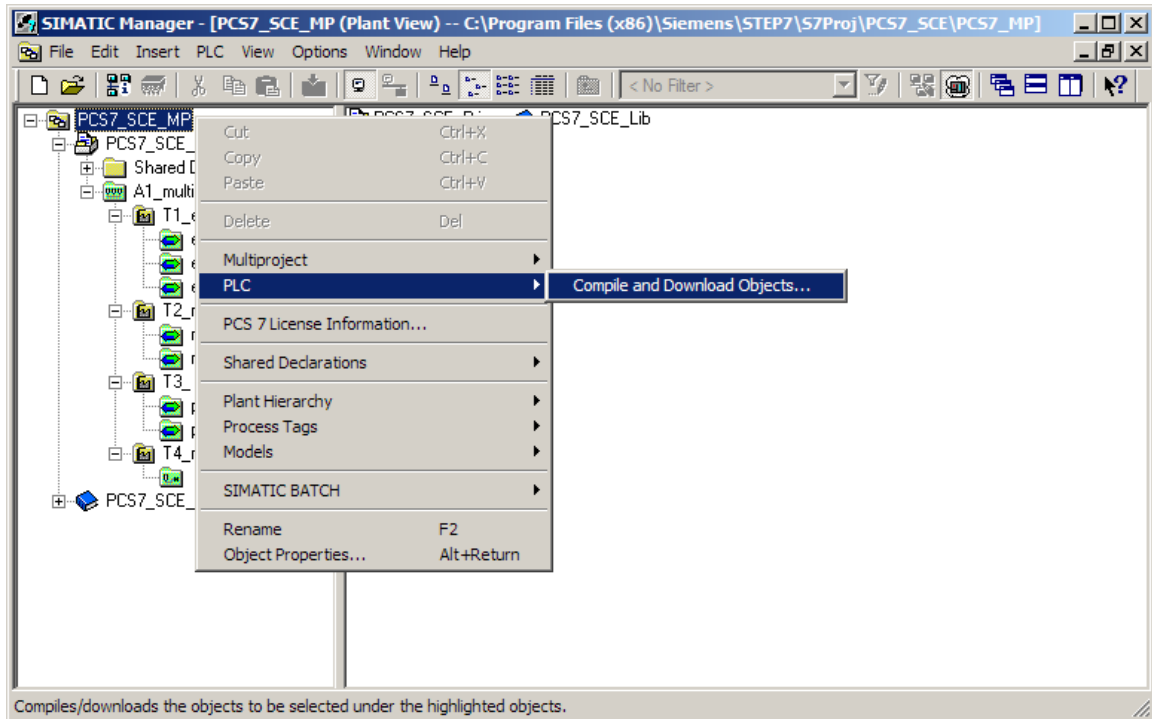 SIMATIC Manager - [PCS7_SCE_MP (Plant View) -- C:\Program Files (x86)\Siemens\STEP7\S7Proj\PCS7_SCE\PCS7_MP]
File Edit Insert PLC View Options Window Help
< No Filter >
PCS7_SCE_MP
PCS7_SCE_Lib
PCS7_SCE_
Shared
A1_multi
T1_
T2_
T3_
T4_
PCS7_SCE_
Cut Ctrl+X
Copy Ctrl+C
Paste Ctrl+V
Delete Del
Multiproject
PLC
Compile and Download Objects...
PCS 7 License Information...
Shared Declarations
Plant Hierarchy
Process Tags
Models
SIMATIC BATCH
Rename F2
Object Properties... Alt+Return
Compiles/downloads the objects to be selected under the highlighted objects.